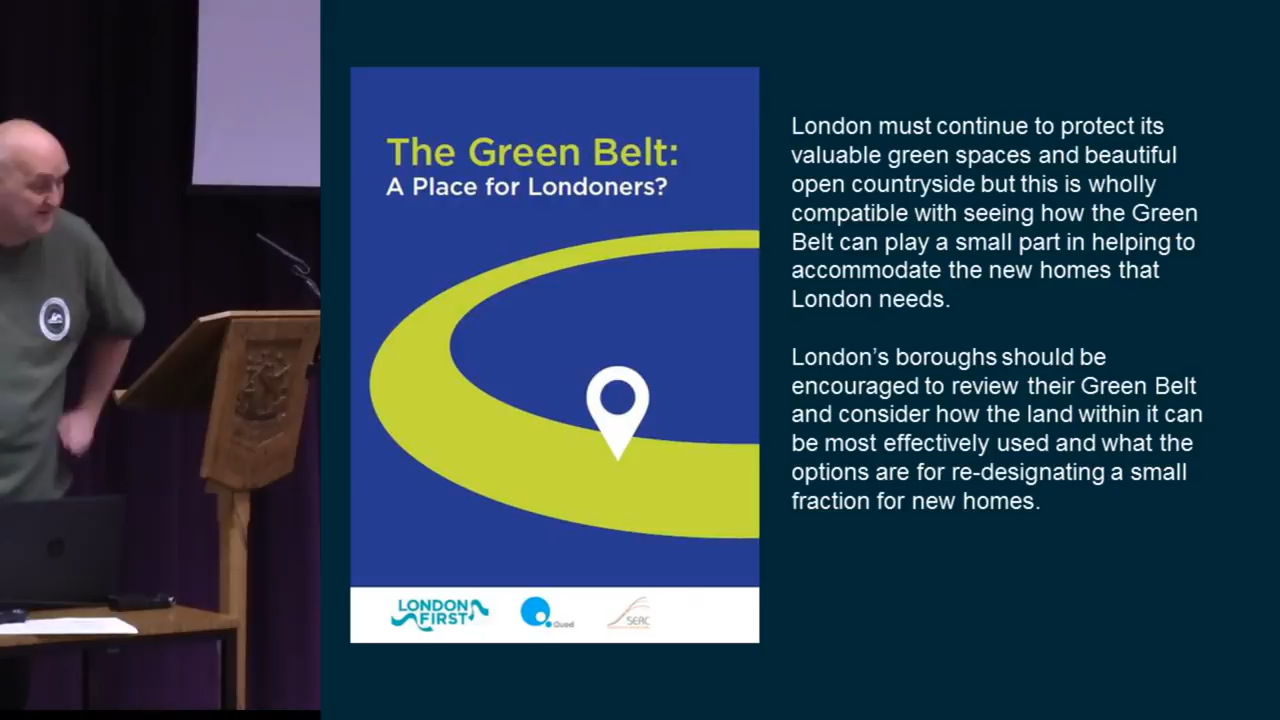 The Green Belt:
A Place for Londoners?
LONDON
FIRST
Quod
SERC
London must continue to protect its
valuable green spaces and beautiful
open countryside but this is wholly
compatible with seeing how the Green
Belt can play a small part in helping to
accommodate the new homes that
London needs.
London’s boroughs should be
encouraged to review their Green Belt
and consider how the land within it can
be most effectively used and what the
options are for re-designating a small
fraction for new homes.